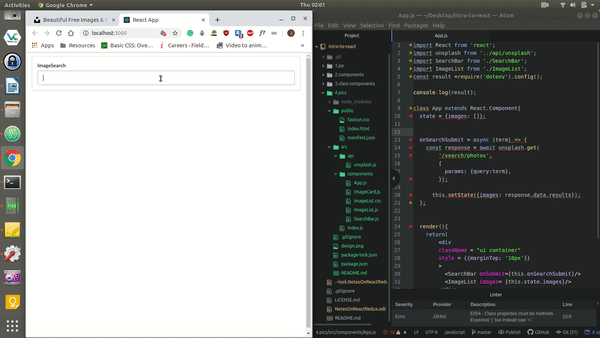 Google Chrome
Thu 02:01
App.js — ~/Desktop/intro-to-react — Atom
Beautiful Free Images &
React App
File Edit View Selection Find Packages Help
localhost:3000
Project
App.js
Apps Resources Basic CSS: Ove Careers - Field Video to anim...
intro-to-react
.git
1.jsx
2.components
3.class-components
4.pics
node_modules
public
favicon.ico
index.html
manifest.json
src
api
unsplash.js
components
App.js
ImageCard.js
ImageList.css
ImageList.js
SearchBar.js
index.js
.gitignore
design.png
package-lock.json
package.json
README.md
.~lock.NotesOnReactRedux.odt
.gitignore
LICENSE.md
NotesOnReactRedux.odt
README.md
ImageSearch
import React from 'react';
import unsplash from '../api/unsplash';
import SearchBar from './SearchBar';
import ImageList from './ImageList';
const result =require('dotenv').config();
console.log(result);
class App extends React.Component{
state = {images: []};
onSearchSubmit = async (term) => {
const response = await unsplash.get(
'/search/photos',
{
params: {query:term},
});
this.setState({images: response.data.results});
};
render(){
return(
<div
className = "ui container"
style = {{marginTop: '10px'}}
>
<SearchBar onSubmit={this.onSearchSubmit}/>
<ImageList images= {this.state.images}/>
Linter
Severity Provider Description Line
Error JSHint E054 - Class properties must be methods. Expected '(' but instead saw '='. 10:9
4.pics/src/components/App.js
LF UTF-8 JavaScript master Publish GitHub Git (31)